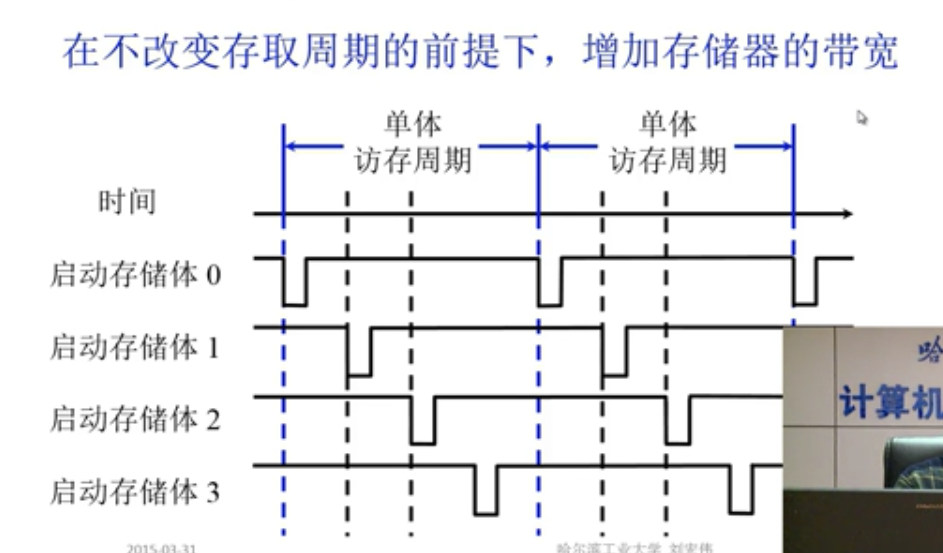 在不改变存取周期的前提下，增加存储器的带宽
单体
访存周期
单体
访存周期
时间
启动存储体 0
启动存储体 1
启动存储体 2
启动存储体 3
哈
计算机
2015-03-31
哈尔滨工业大学 刘宏伟